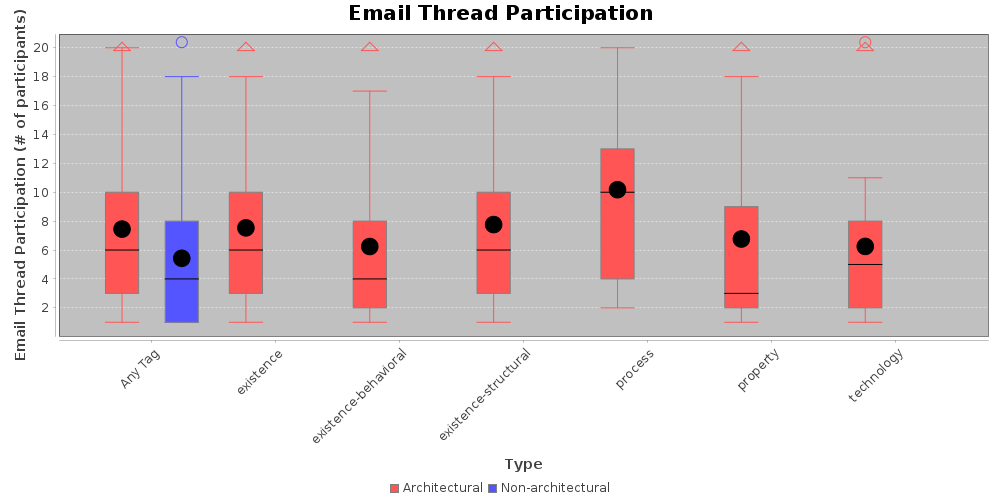 Email Thread Participation
Email Thread Participation (# of participants)
20
18
16
14
12
10
8
6
4
2
Any Tag
existence
existence-behavioral
existence-structural
process
property
technology
Type
Architectural
Non-architectural